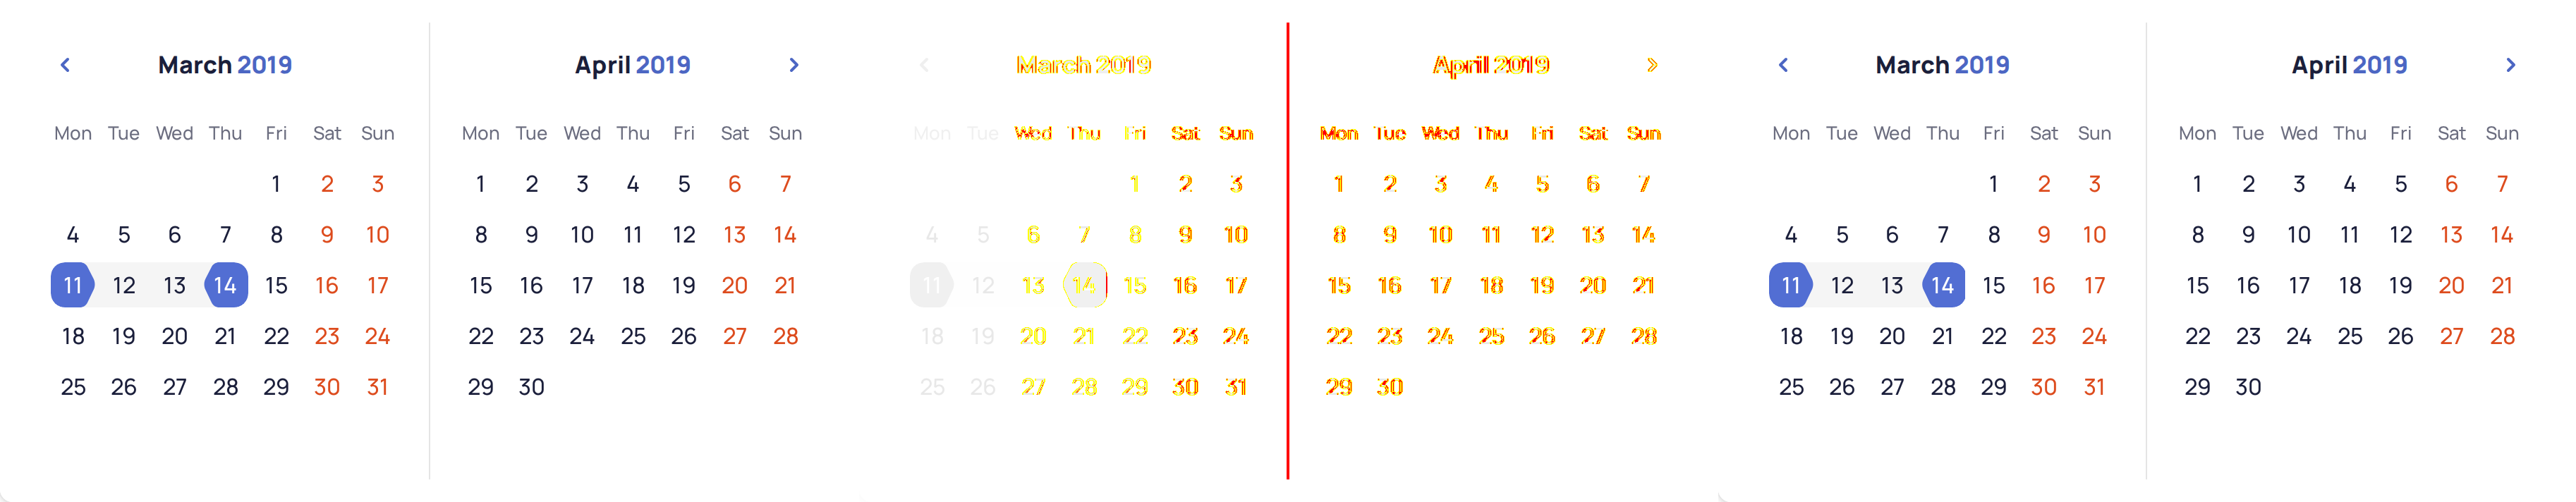 March 2019
Mon Tue Wed Thu Fri Sat Sun
1 2 3
4 5 6 7 8 9 10
11 12 13 14 15 16 17
18 19 20 21 22 23 24
25 26 27 28 29 30 31
April 2019
Mon Tue Wed Thu Fri Sat Sun
1 2 3 4 5 6 7
8 9 10 11 12 13 14
15 16 17 18 19 20 21
22 23 24 25 26 27 28
29 30
March 2019
Mon Tue Wed Thu Fri Sat Sun
1 2 3
4 5 6 7 8 9 10
11 12 13 14 15 16 17
18 19 20 21 22 23 24
25 26 27 28 29 30 31
April 2019
Mon Tue Wed Thu Fri Sat Sun
1 2 3 4 5 6 7
8 9 10 11 12 13 14
15 16 17 18 19 20 21
22 23 24 25 26 27 28
29 30
March 2019
Mon Tue Wed Thu Fri Sat Sun
1 2 3
4 5 6 7 8 9 10
11 12 13 14 15 16 17
18 19 20 21 22 23 24
25 26 27 28 29 30 31
April 2019
Mon Tue Wed Thu Fri Sat Sun
1 2 3 4 5 6 7
8 9 10 11 12 13 14
15 16 17 18 19 20 21
22 23 24 25 26 27 28
29 30